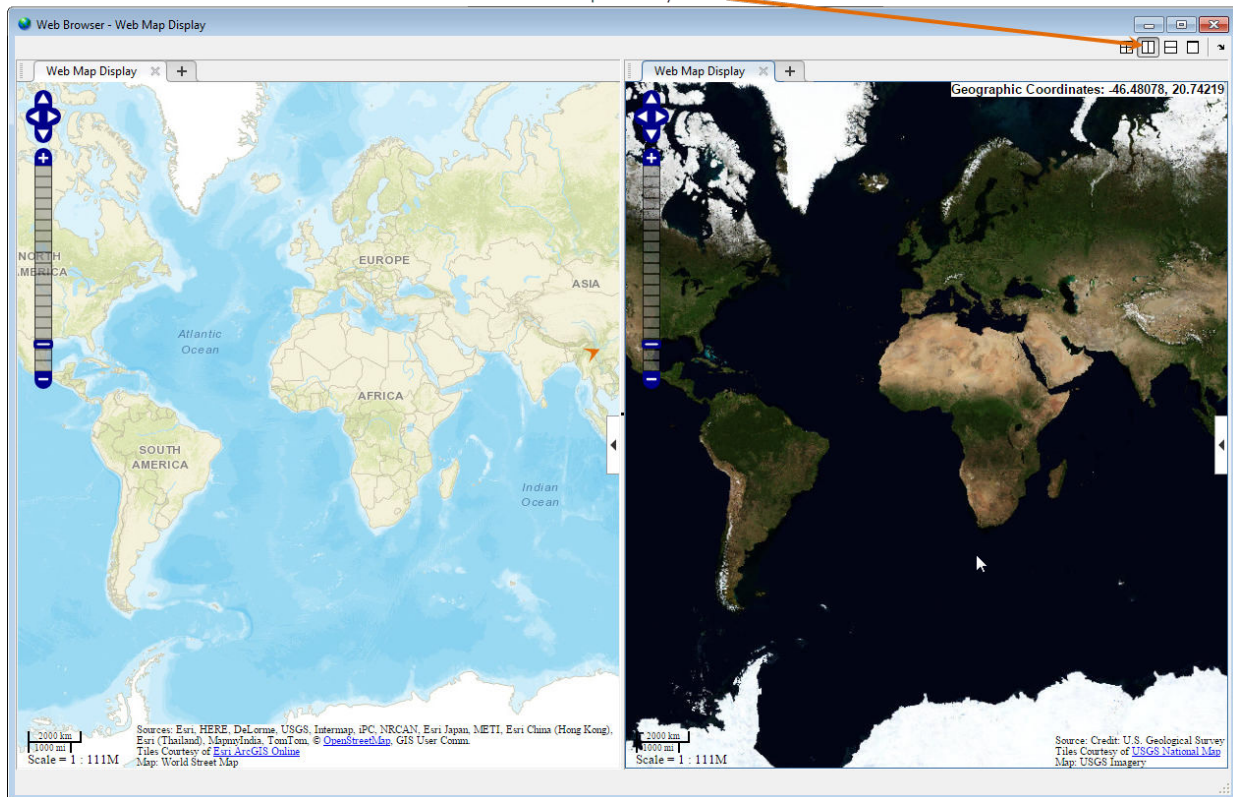 Web Browser - Web Map Display
Web Map Display
Web Map Display
Geographic Coordinates: -46.48078, 20.74219
NORTH
AMERICA
EUROPE
ASIA
Atlantic
Ocean
AFRICA
SOUTH
AMERICA
Indian
Ocean
2000 km
1000 mi
Scale = 1 : 111M
Sources: Esri, HERE, DeLorme, USGS, Intermap, iPC, NRCAN, Esri Japan, METI, Esri China (Hong Kong),
Esri (Thailand), MapmyIndia, TomTom, © OpenStreetMap, GIS User Comm.
Tiles Courtesy of Esri ArcGIS Online
Map: World Street Map
2000 km
1000 mi
Scale = 1 : 111M
Source: Credit: U.S. Geological Survey
Tiles Courtesy of USGS National Map
Map: USGS Imagery